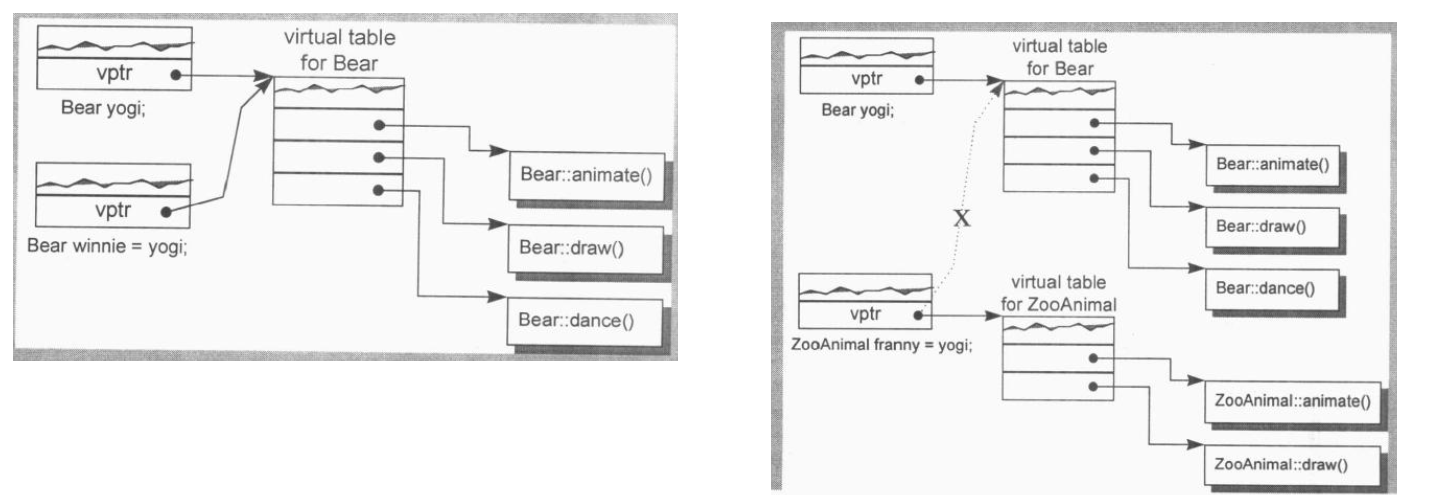 virtual table
for Bear
vptr
Bear yogi;
Bear::animate()
vptr
Bear::draw()
Bear winnie = yogi;
Bear::dance()
virtual table
for Bear
vptr
Bear yogi;
Bear::animate()
Bear::draw()
X
Bear::dance()
virtual table
for ZooAnimal
vptr
ZooAnimal franny = yogi;
ZooAnimal::animate()
ZooAnimal::draw()